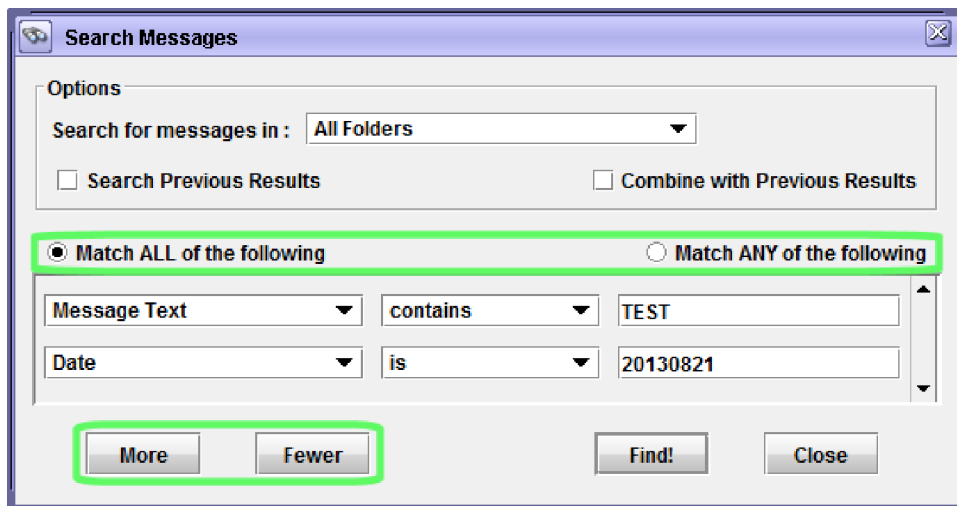 Search Messages
Options
Search for messages in : All Folders
Search Previous Results Combine with Previous Results
Match ALL of the following Match ANY of the following
Message Text contains TEST
Date is 20130821
More Fewer Find! Close